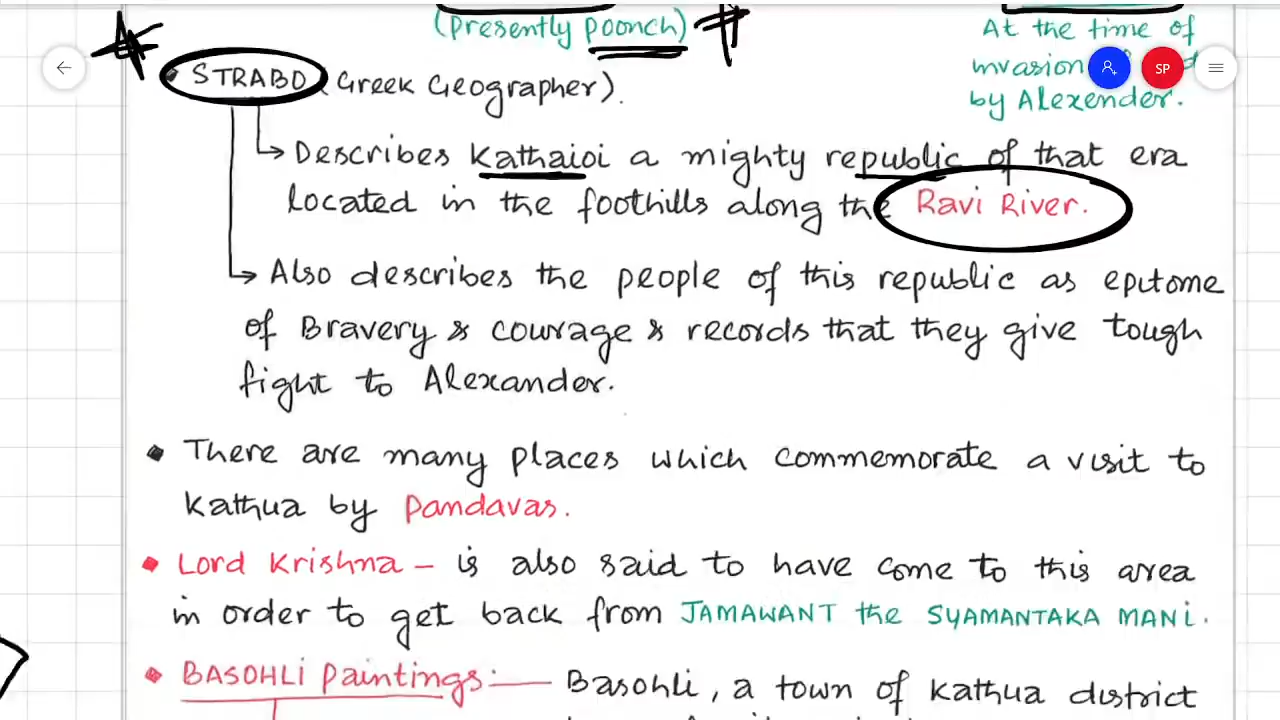 (Presently poonch)
At the time of
invasion
by Alexender.
SP
STRABO (Greek Geographer).
Describes Kathaioi a mighty republic of that era
located in the foothills along the Ravi River.
Also describes the people of this republic as epitome
of Bravery & courage & records that they give tough
fight to Alexander.
There are many places which commemorate a visit to
Kathua by Pandavas.
Lord Krishna – is also said to have come to this area
in order to get back from JAMAWANT the SYAMANTAKA MANI.
BASOHLI Paintings:— Basohli, a town of Kathua district